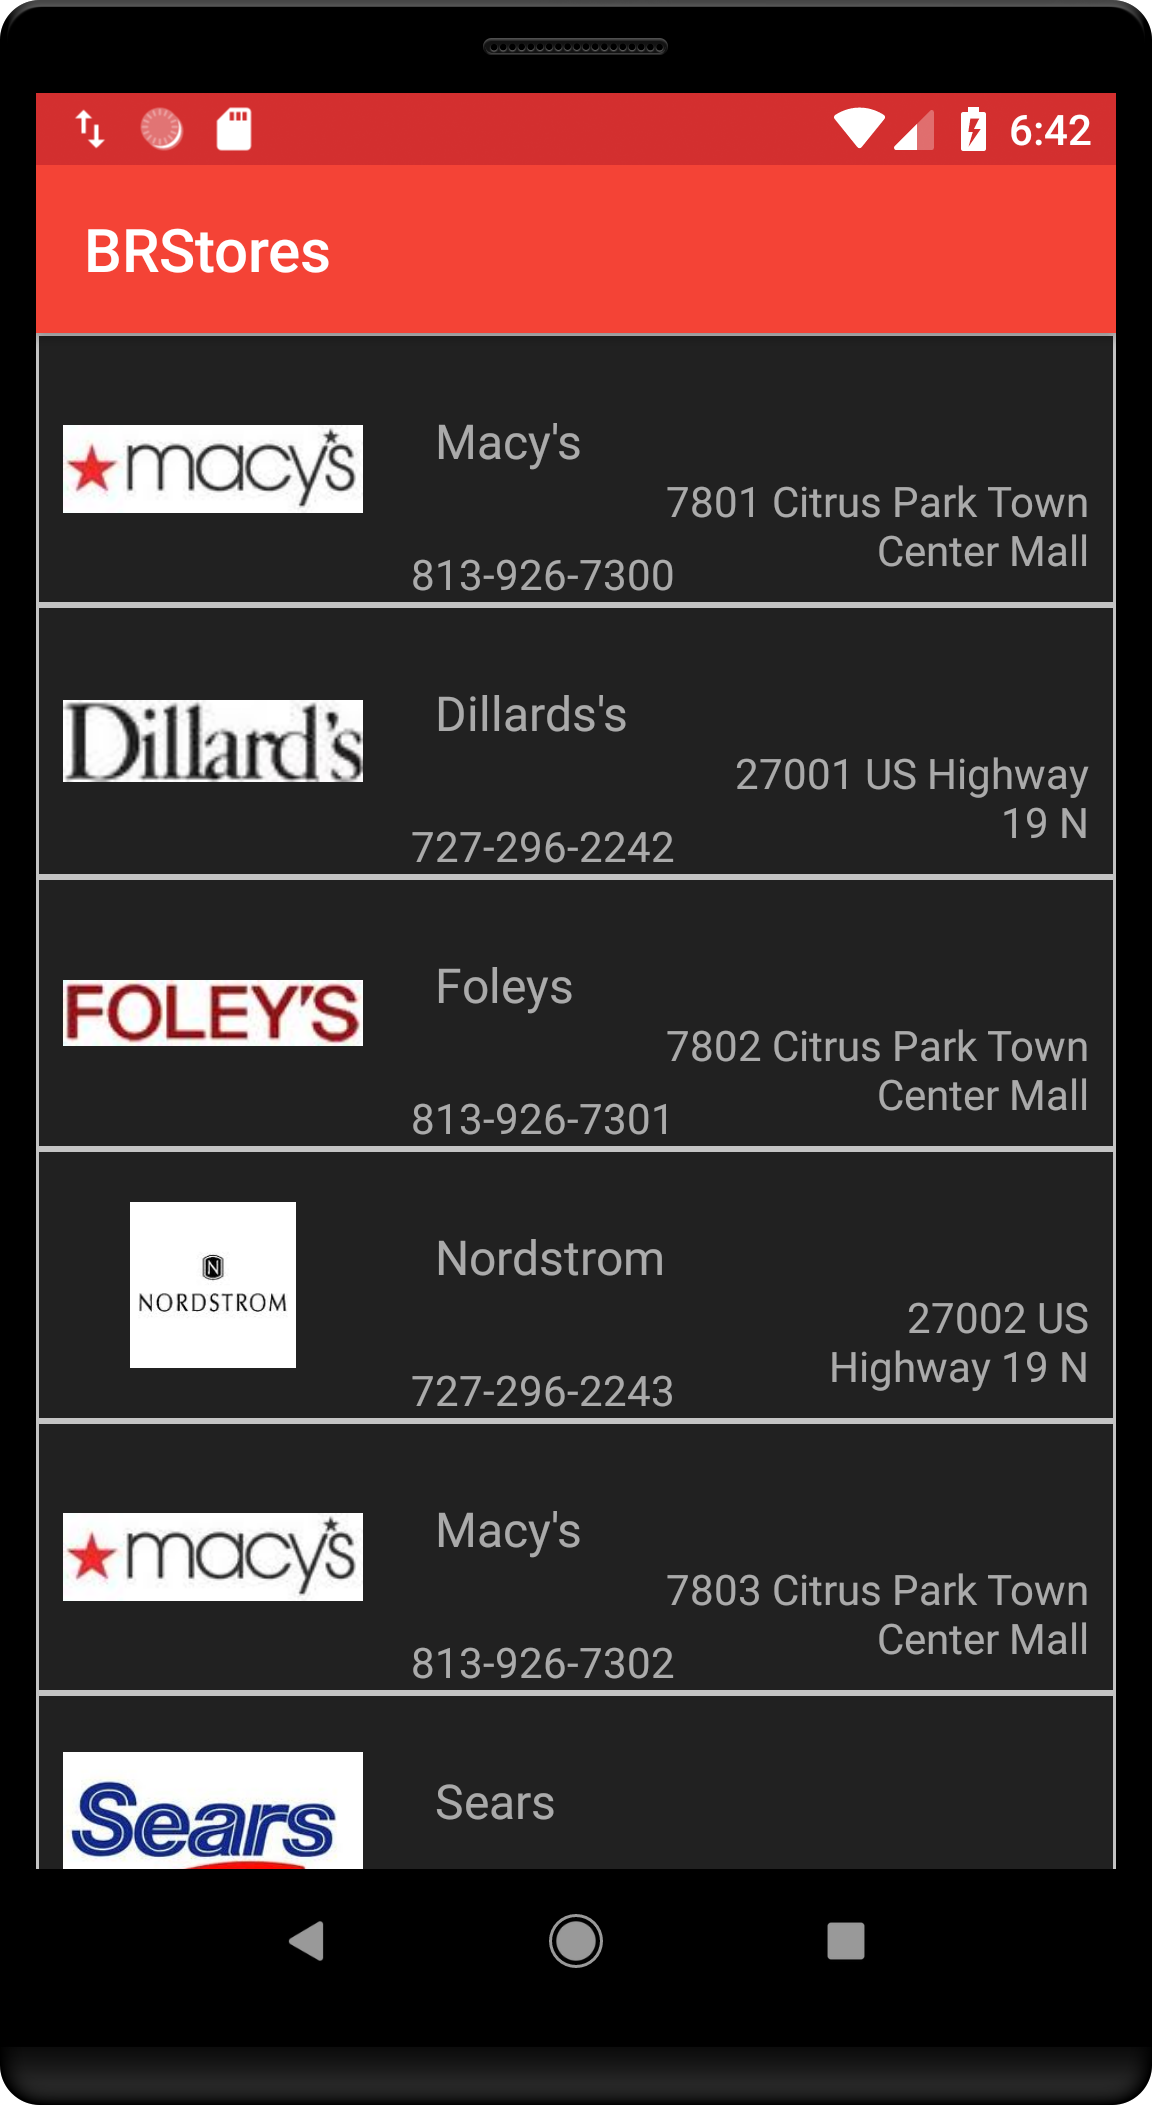 6:42
BRStores
macy's
Macy's
7801 Citrus Park Town
Center Mall
813-926-7300
Dillard's
Dillards's
27001 US Highway
19 N
727-296-2242
FOLEY'S
Foleys
7802 Citrus Park Town
Center Mall
813-926-7301
N
NORDSTROM
Nordstrom
27002 US
Highway 19 N
727-296-2243
macy's
Macy's
7803 Citrus Park Town
Center Mall
813-926-7302
Sears
Sears